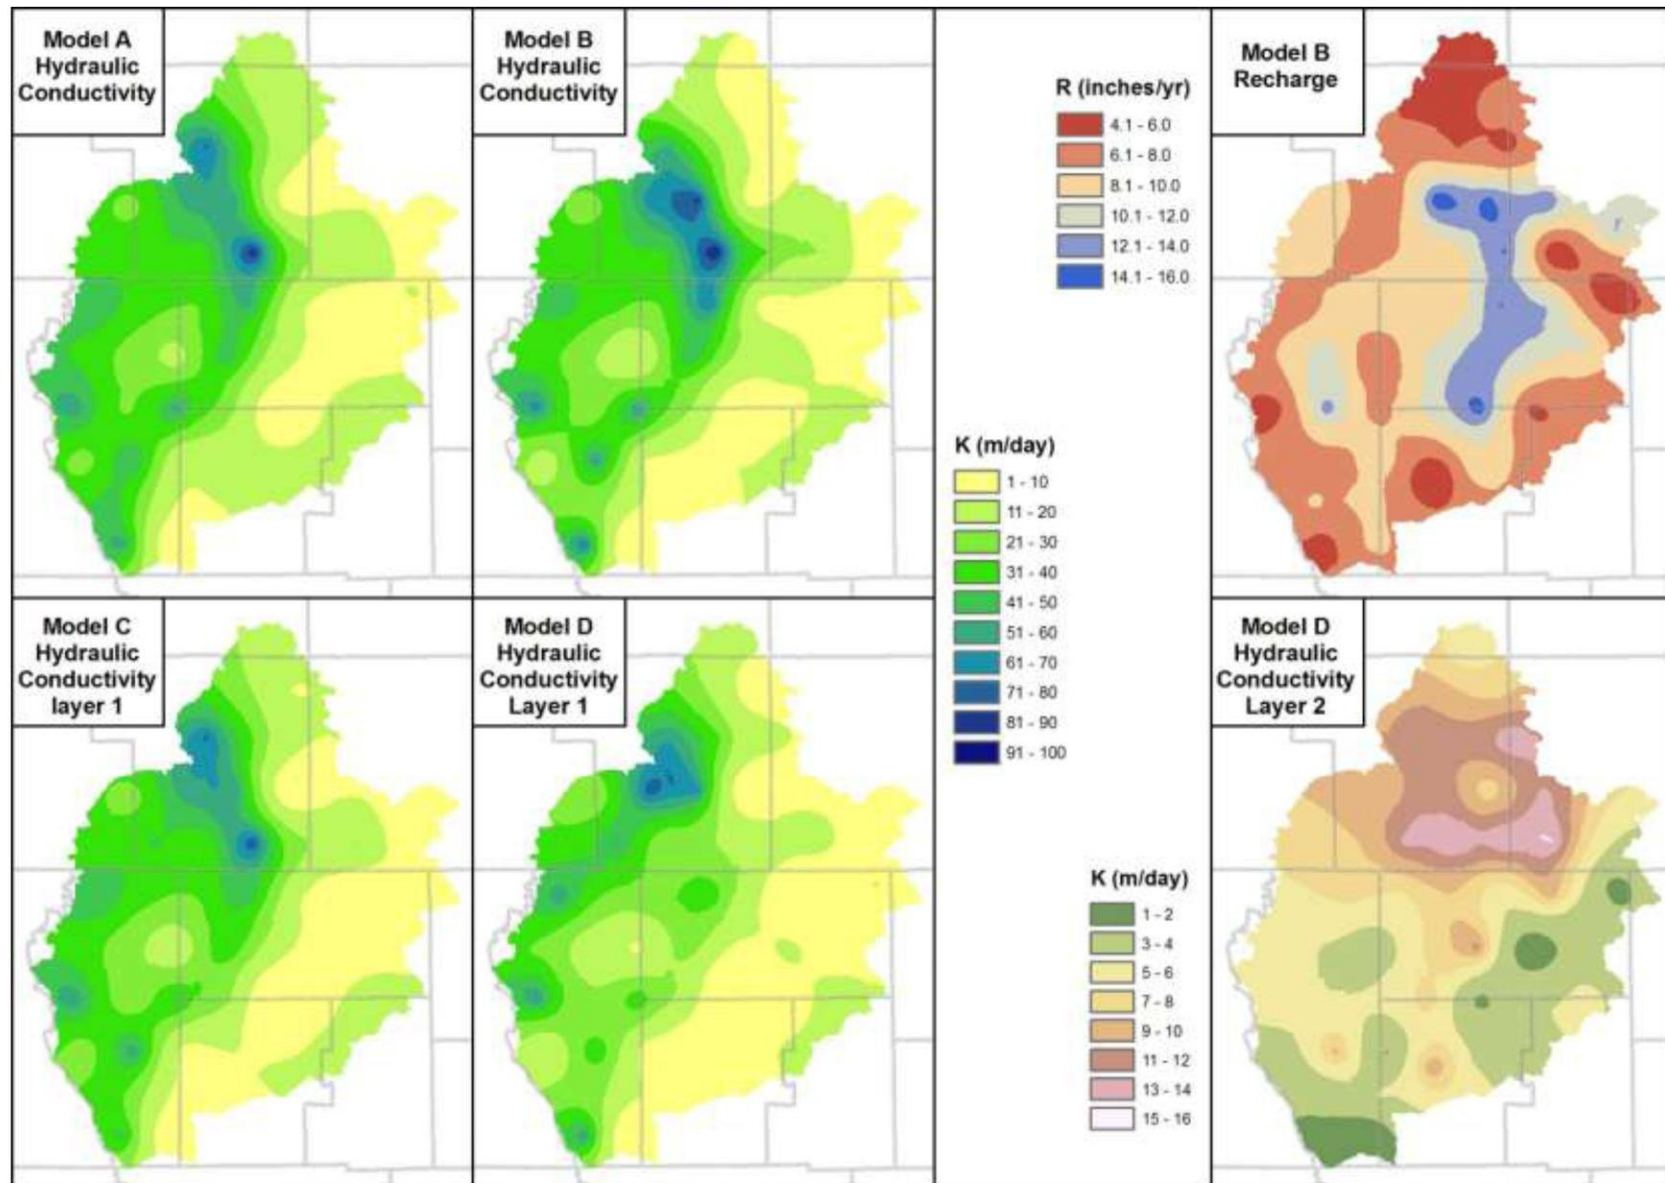 Model A
Hydraulic
Conductivity
Model B
Hydraulic
Conductivity
R (inches/yr)
4.1 - 6.0
6.1 - 8.0
8.1 - 10.0
10.1 - 12.0
12.1 - 14.0
14.1 - 16.0
Model B
Recharge
K (m/day)
1 - 10
11 - 20
21 - 30
31 - 40
41 - 50
51 - 60
61 - 70
71 - 80
81 - 90
91 - 100
Model C
Hydraulic
Conductivity
layer 1
Model D
Hydraulic
Conductivity
Layer 1
K (m/day)
1 - 2
3 - 4
5 - 6
7 - 8
9 - 10
11 - 12
13 - 14
15 - 16
Model D
Hydraulic
Conductivity
Layer 2